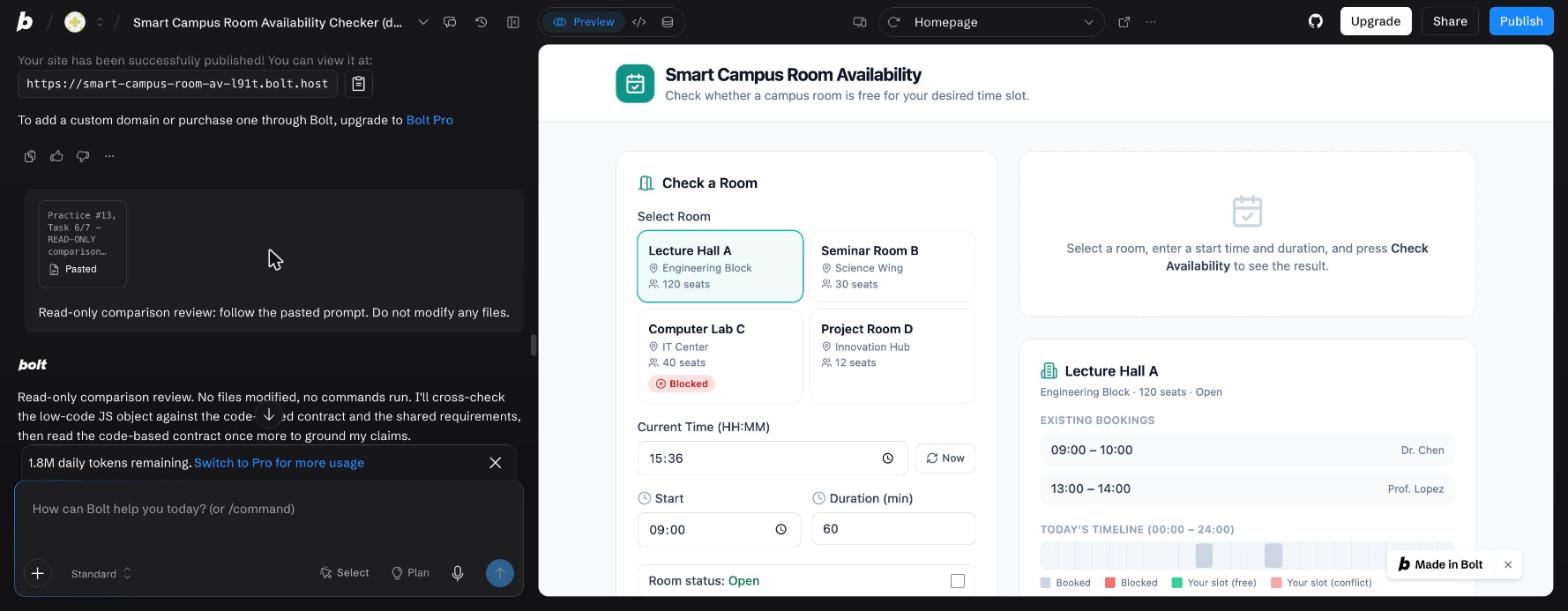 b / / Smart Campus Room Availability Checker (d...
Preview
Homepage
Upgrade
Share
Publish
Your site has been successfully published! You can view it at:
https://smart-campus-room-av-l91t.bolt.host
To add a custom domain or purchase one through Bolt, upgrade to Bolt Pro
Practice #13,
Task 6/7 —
READ-ONLY
comparison…
Pasted
Read-only comparison review: follow the pasted prompt. Do not modify any files.
bolt
Read-only comparison review. No files modified, no commands run. I'll cross-check
the low-code JS object against the code- ed contract and the shared requirements,
then read the code-based contract once more to ground my claims.
1.8M daily tokens remaining. Switch to Pro for more usage
How can Bolt help you today? (or /command)
Standard
Select
Plan
Smart Campus Room Availability
Check whether a campus room is free for your desired time slot.
Check a Room
Select Room
Lecture Hall A
Engineering Block
120 seats
Seminar Room B
Science Wing
30 seats
Computer Lab C
IT Center
40 seats
Blocked
Project Room D
Innovation Hub
12 seats
Current Time (HH:MM)
15:36
Now
Start
Duration (min)
09:00
60
Room status: Open
Select a room, enter a start time and duration, and press Check
Availability to see the result.
Lecture Hall A
Engineering Block · 120 seats · Open
EXISTING BOOKINGS
09:00 – 10:00 Dr. Chen
13:00 – 14:00 Prof. Lopez
TODAY'S TIMELINE (00:00 – 24:00)
Booked Blocked Your slot (free) Your slot (conflict)
b Made in Bolt